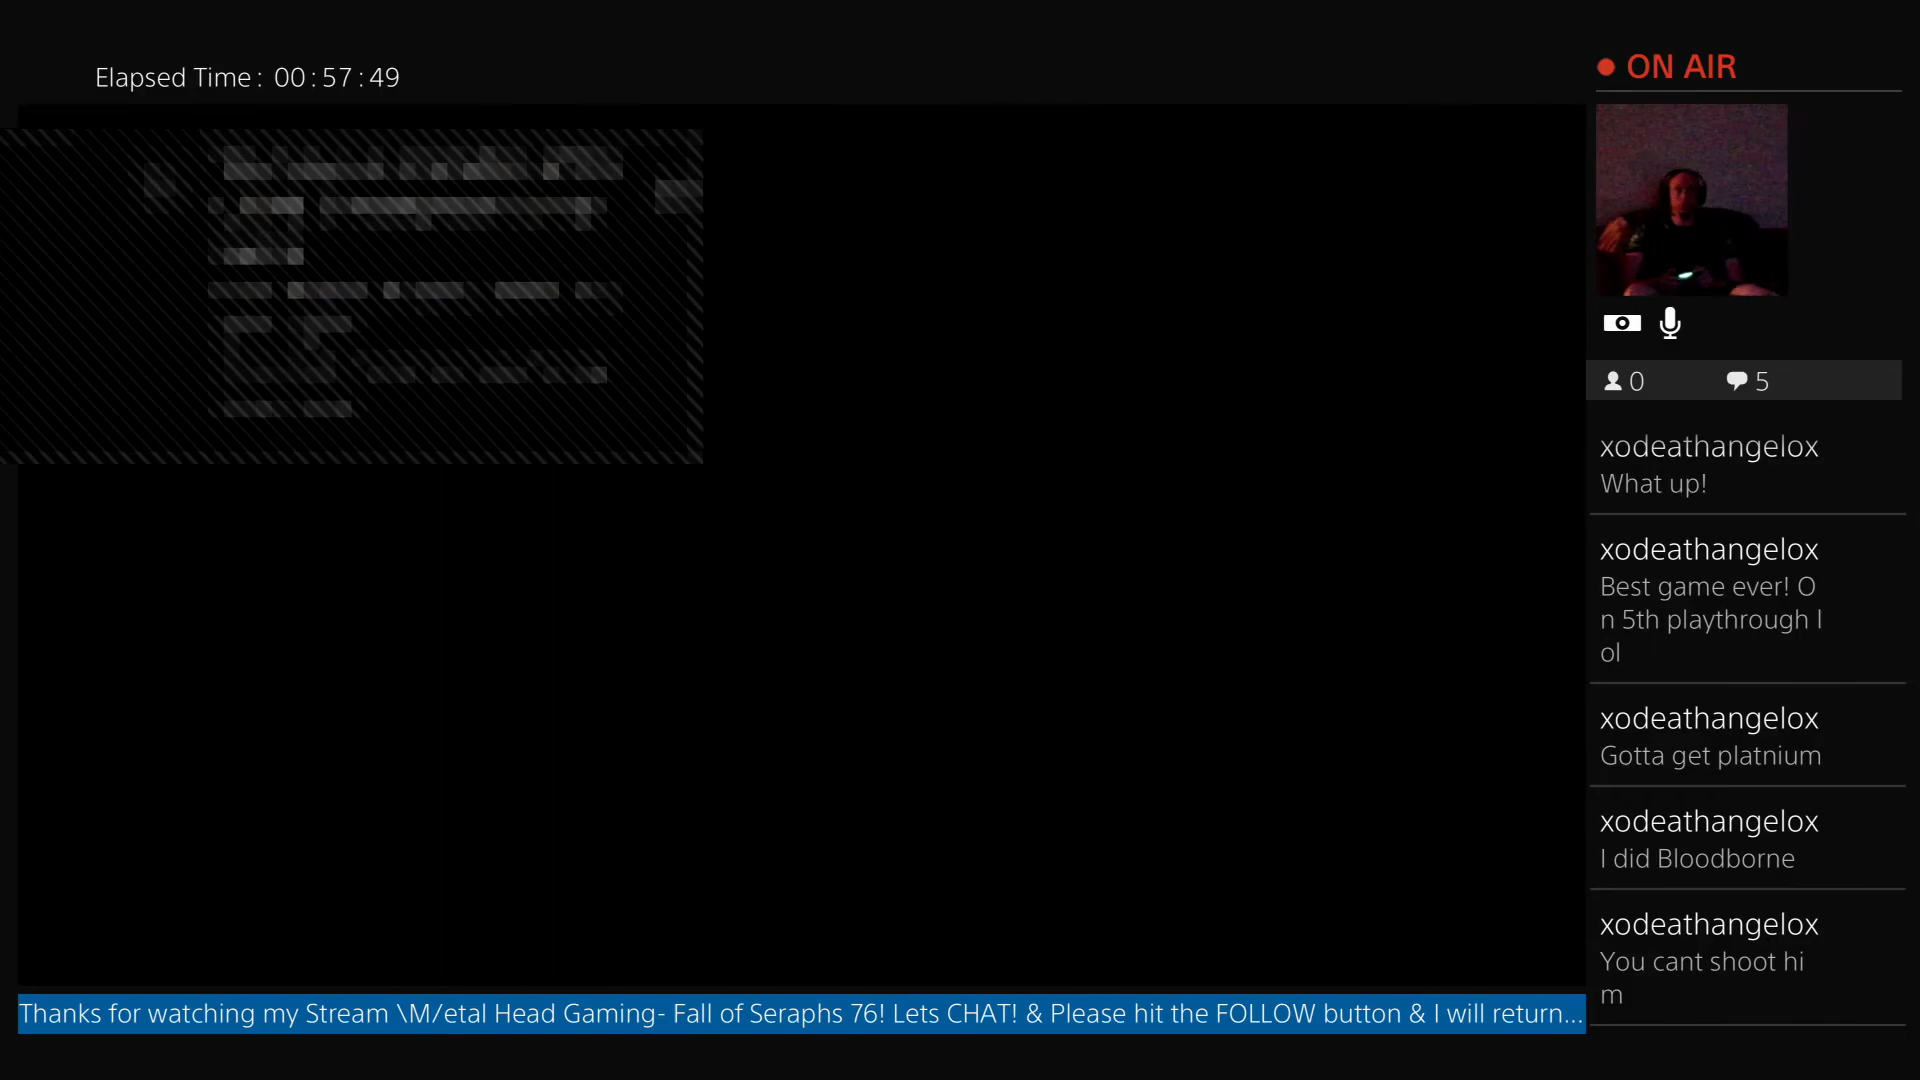 Elapsed Time: 00:57:49
ON AIR
0
5
xodeathangelox
What up!
xodeathangelox
Best game ever! O
n 5th playthrough l
ol
xodeathangelox
Gotta get platnium
xodeathangelox
I did Bloodborne
xodeathangelox
You cant shoot hi
m
Thanks for watching my Stream \M/etal Head Gaming- Fall of Seraphs 76! Lets CHAT! & Please hit the FOLLOW button & I will return...